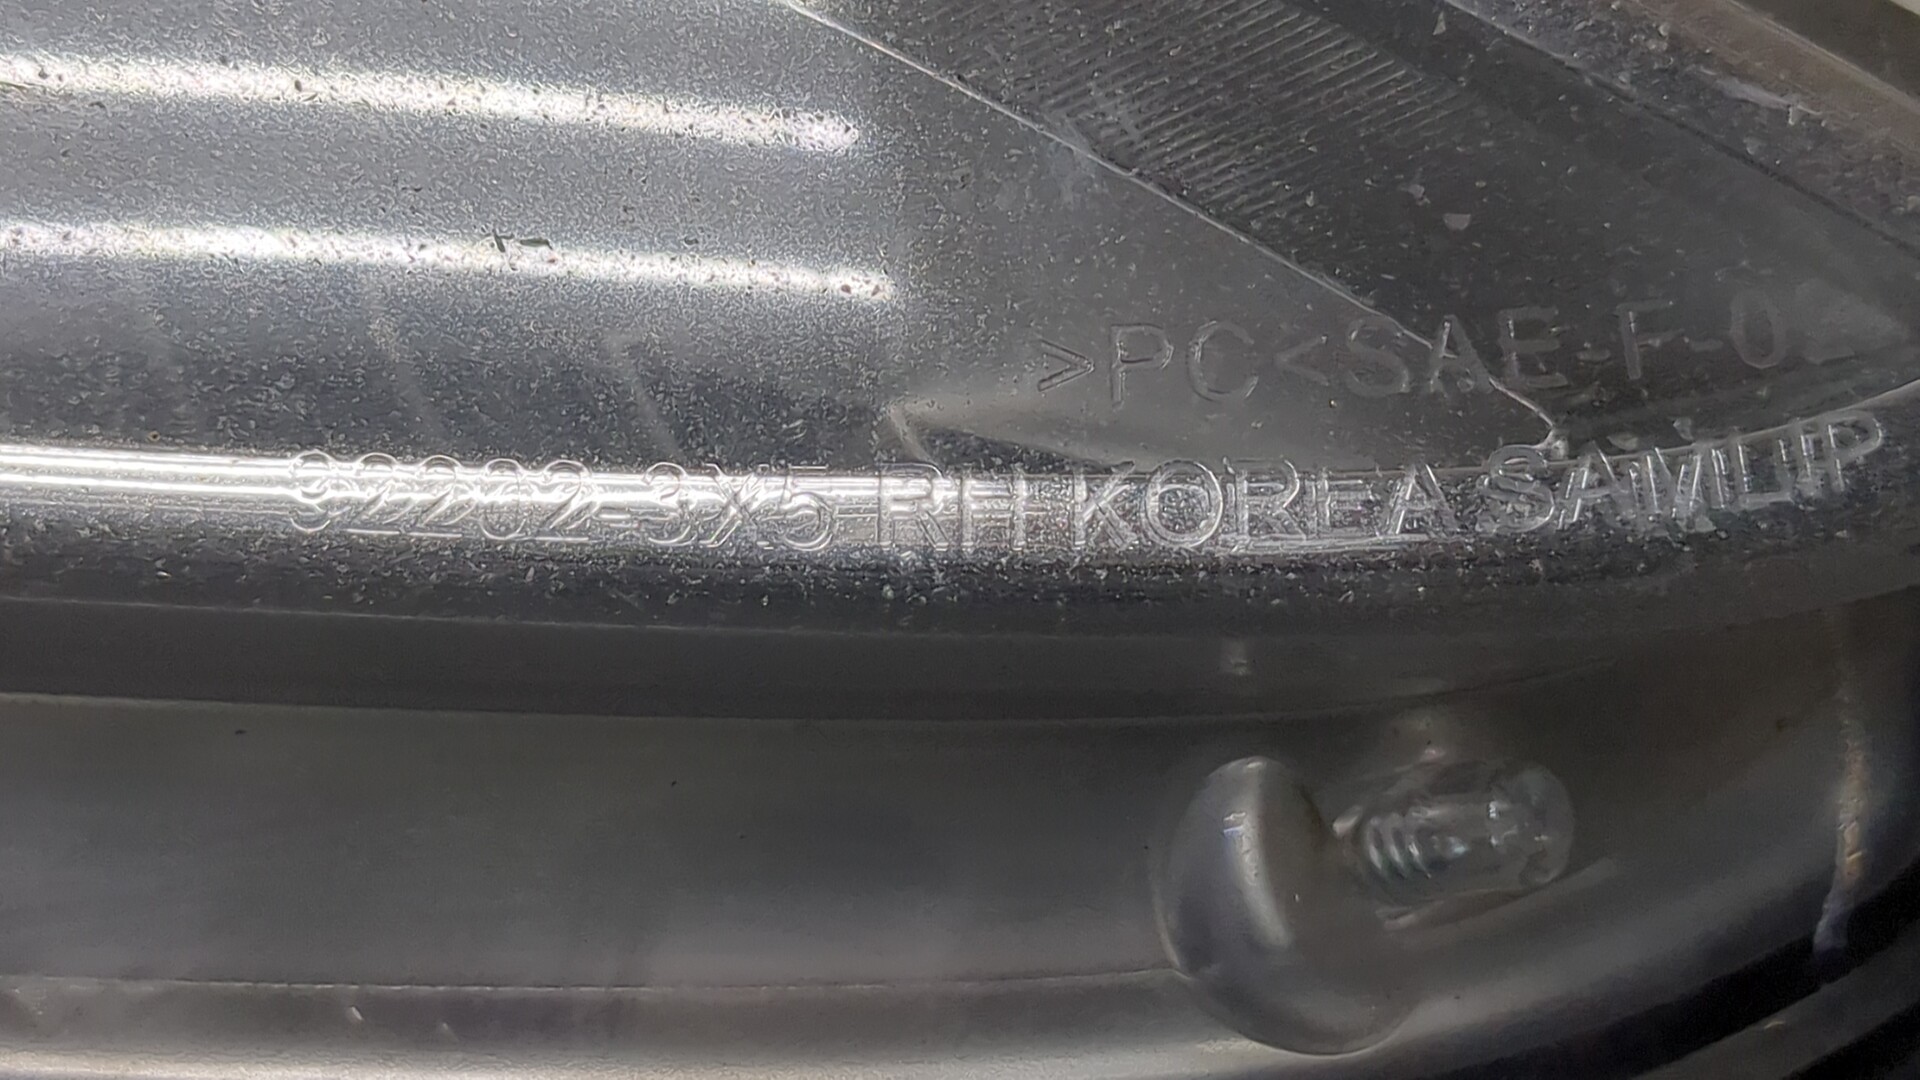 >PC<SAE-F-02
92202-3X5 RH KOREA SAMLIP